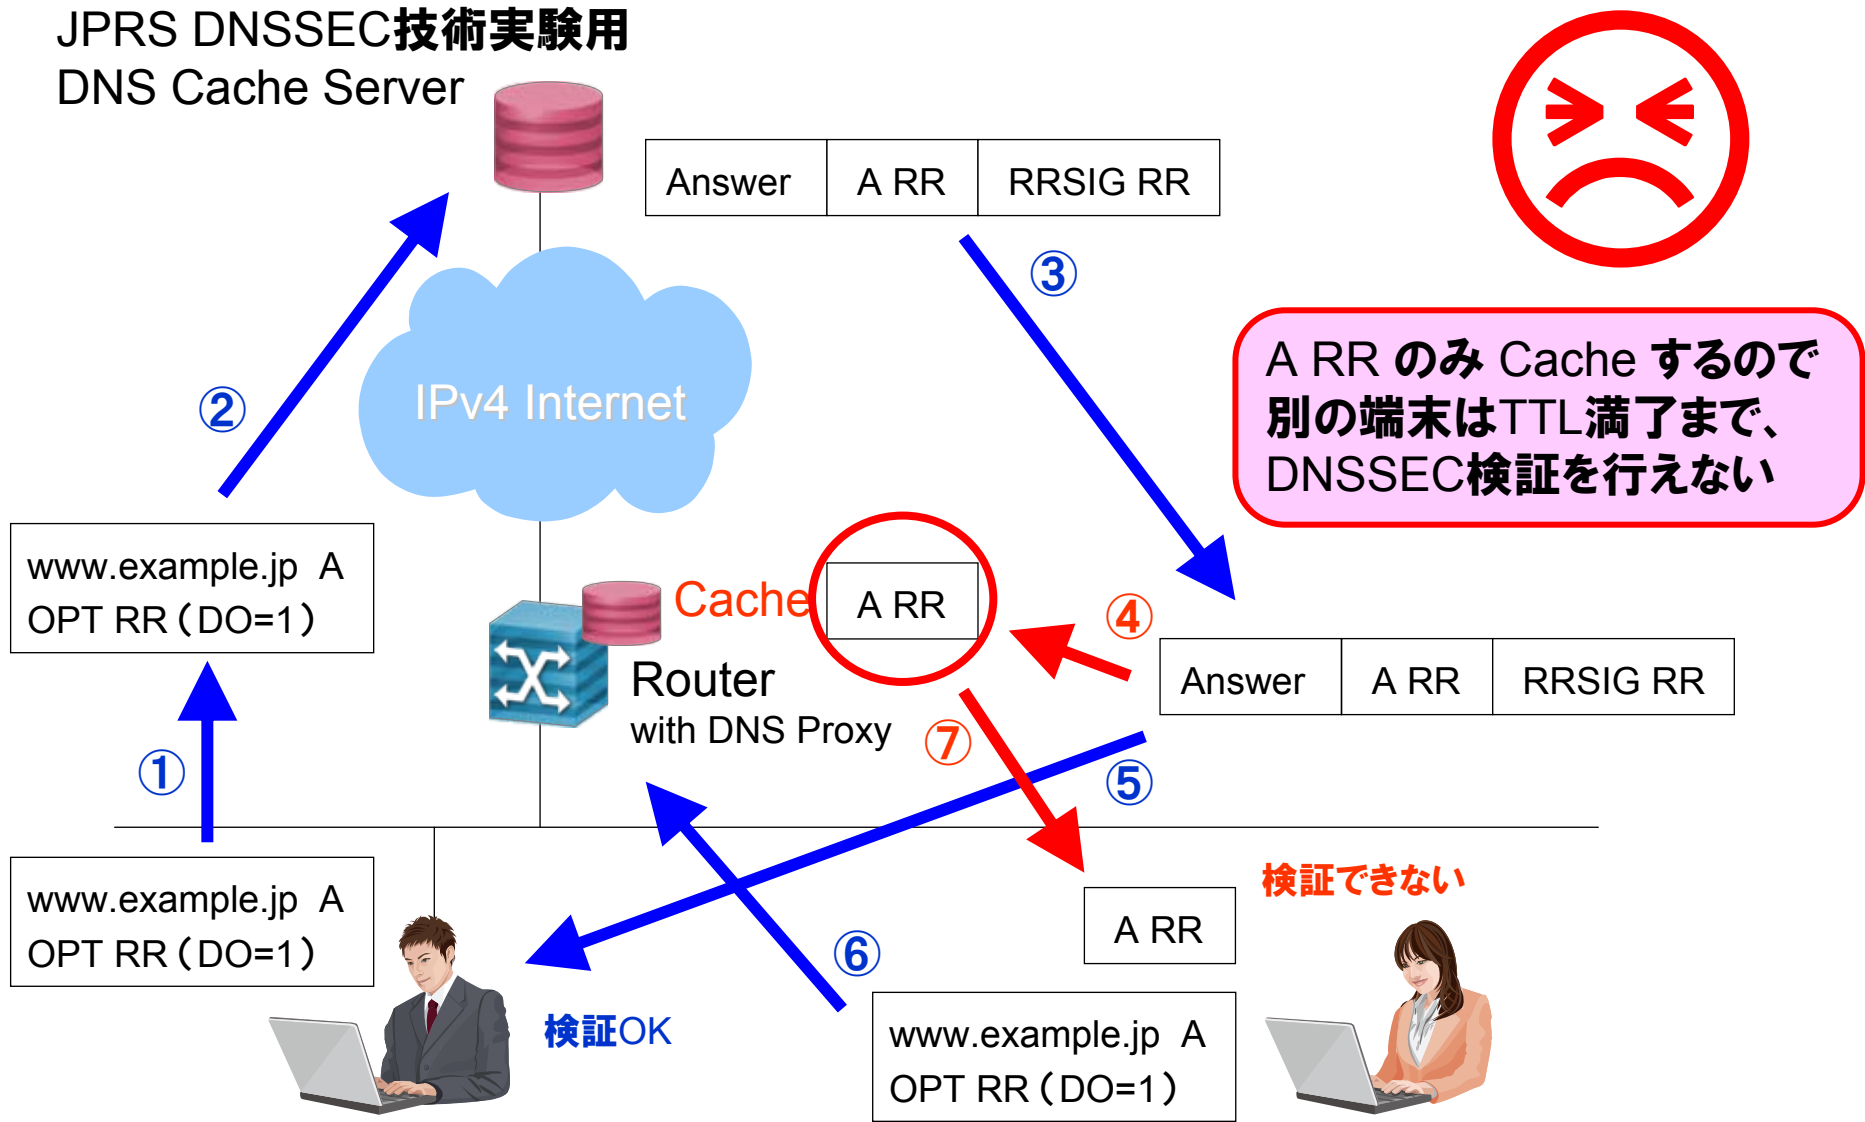 JPRS DNSSEC技術実験用
DNS Cache Server
Answer A RR RRSIG RR
③
②
IPv4 Internet
A RR のみ Cache するので
別の端末はTTL満了まで、
DNSSEC検証を行えない
www.example.jp A
OPT RR（DO=1）
Cache
A RR
④
Router
with DNS Proxy
Answer A RR RRSIG RR
①
⑦
⑤
www.example.jp A
OPT RR（DO=1）
検証OK
⑥
A RR
検証できない
www.example.jp A
OPT RR（DO=1）